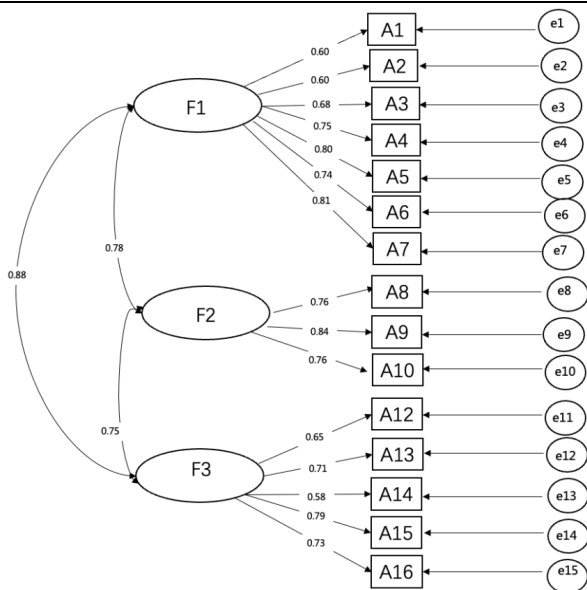 A1 e1
0.60
A2 e2
0.60
F1
0.68 A3 e3
0.75
A4 e4
0.80
A5 e5
0.74
A6 e6
0.81
A7 e7
0.78
0.88
A8 e8
0.76
F2
0.84 A9 e9
0.76
A10 e10
A12 e11
0.75
0.65
A13 e12
0.71
F3
0.58 A14 e13
0.79
A15 e14
0.73
A16 e15